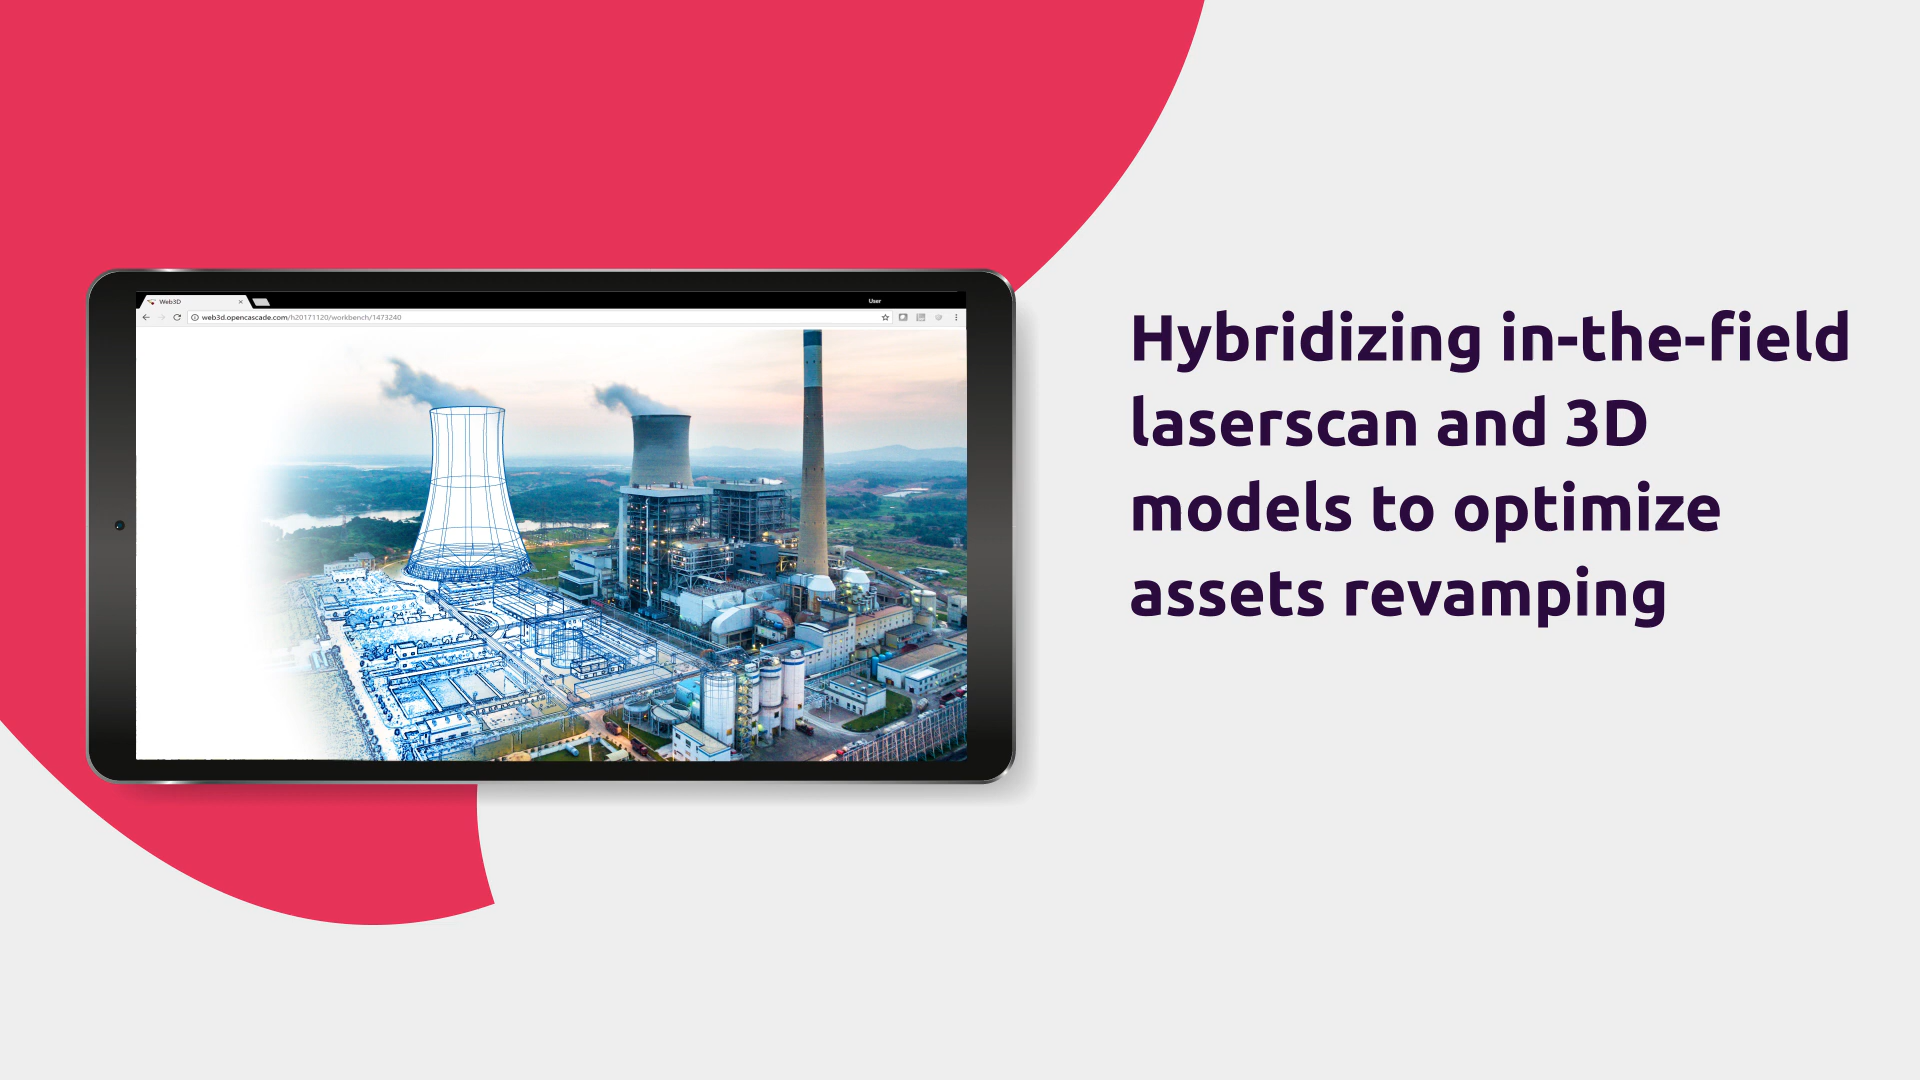 Web3D
User
web3d.opencascade.com/h20171120/workbench/1473240
Hybridizing in-the-field
laserscan and 3D
models to optimize
assets revamping